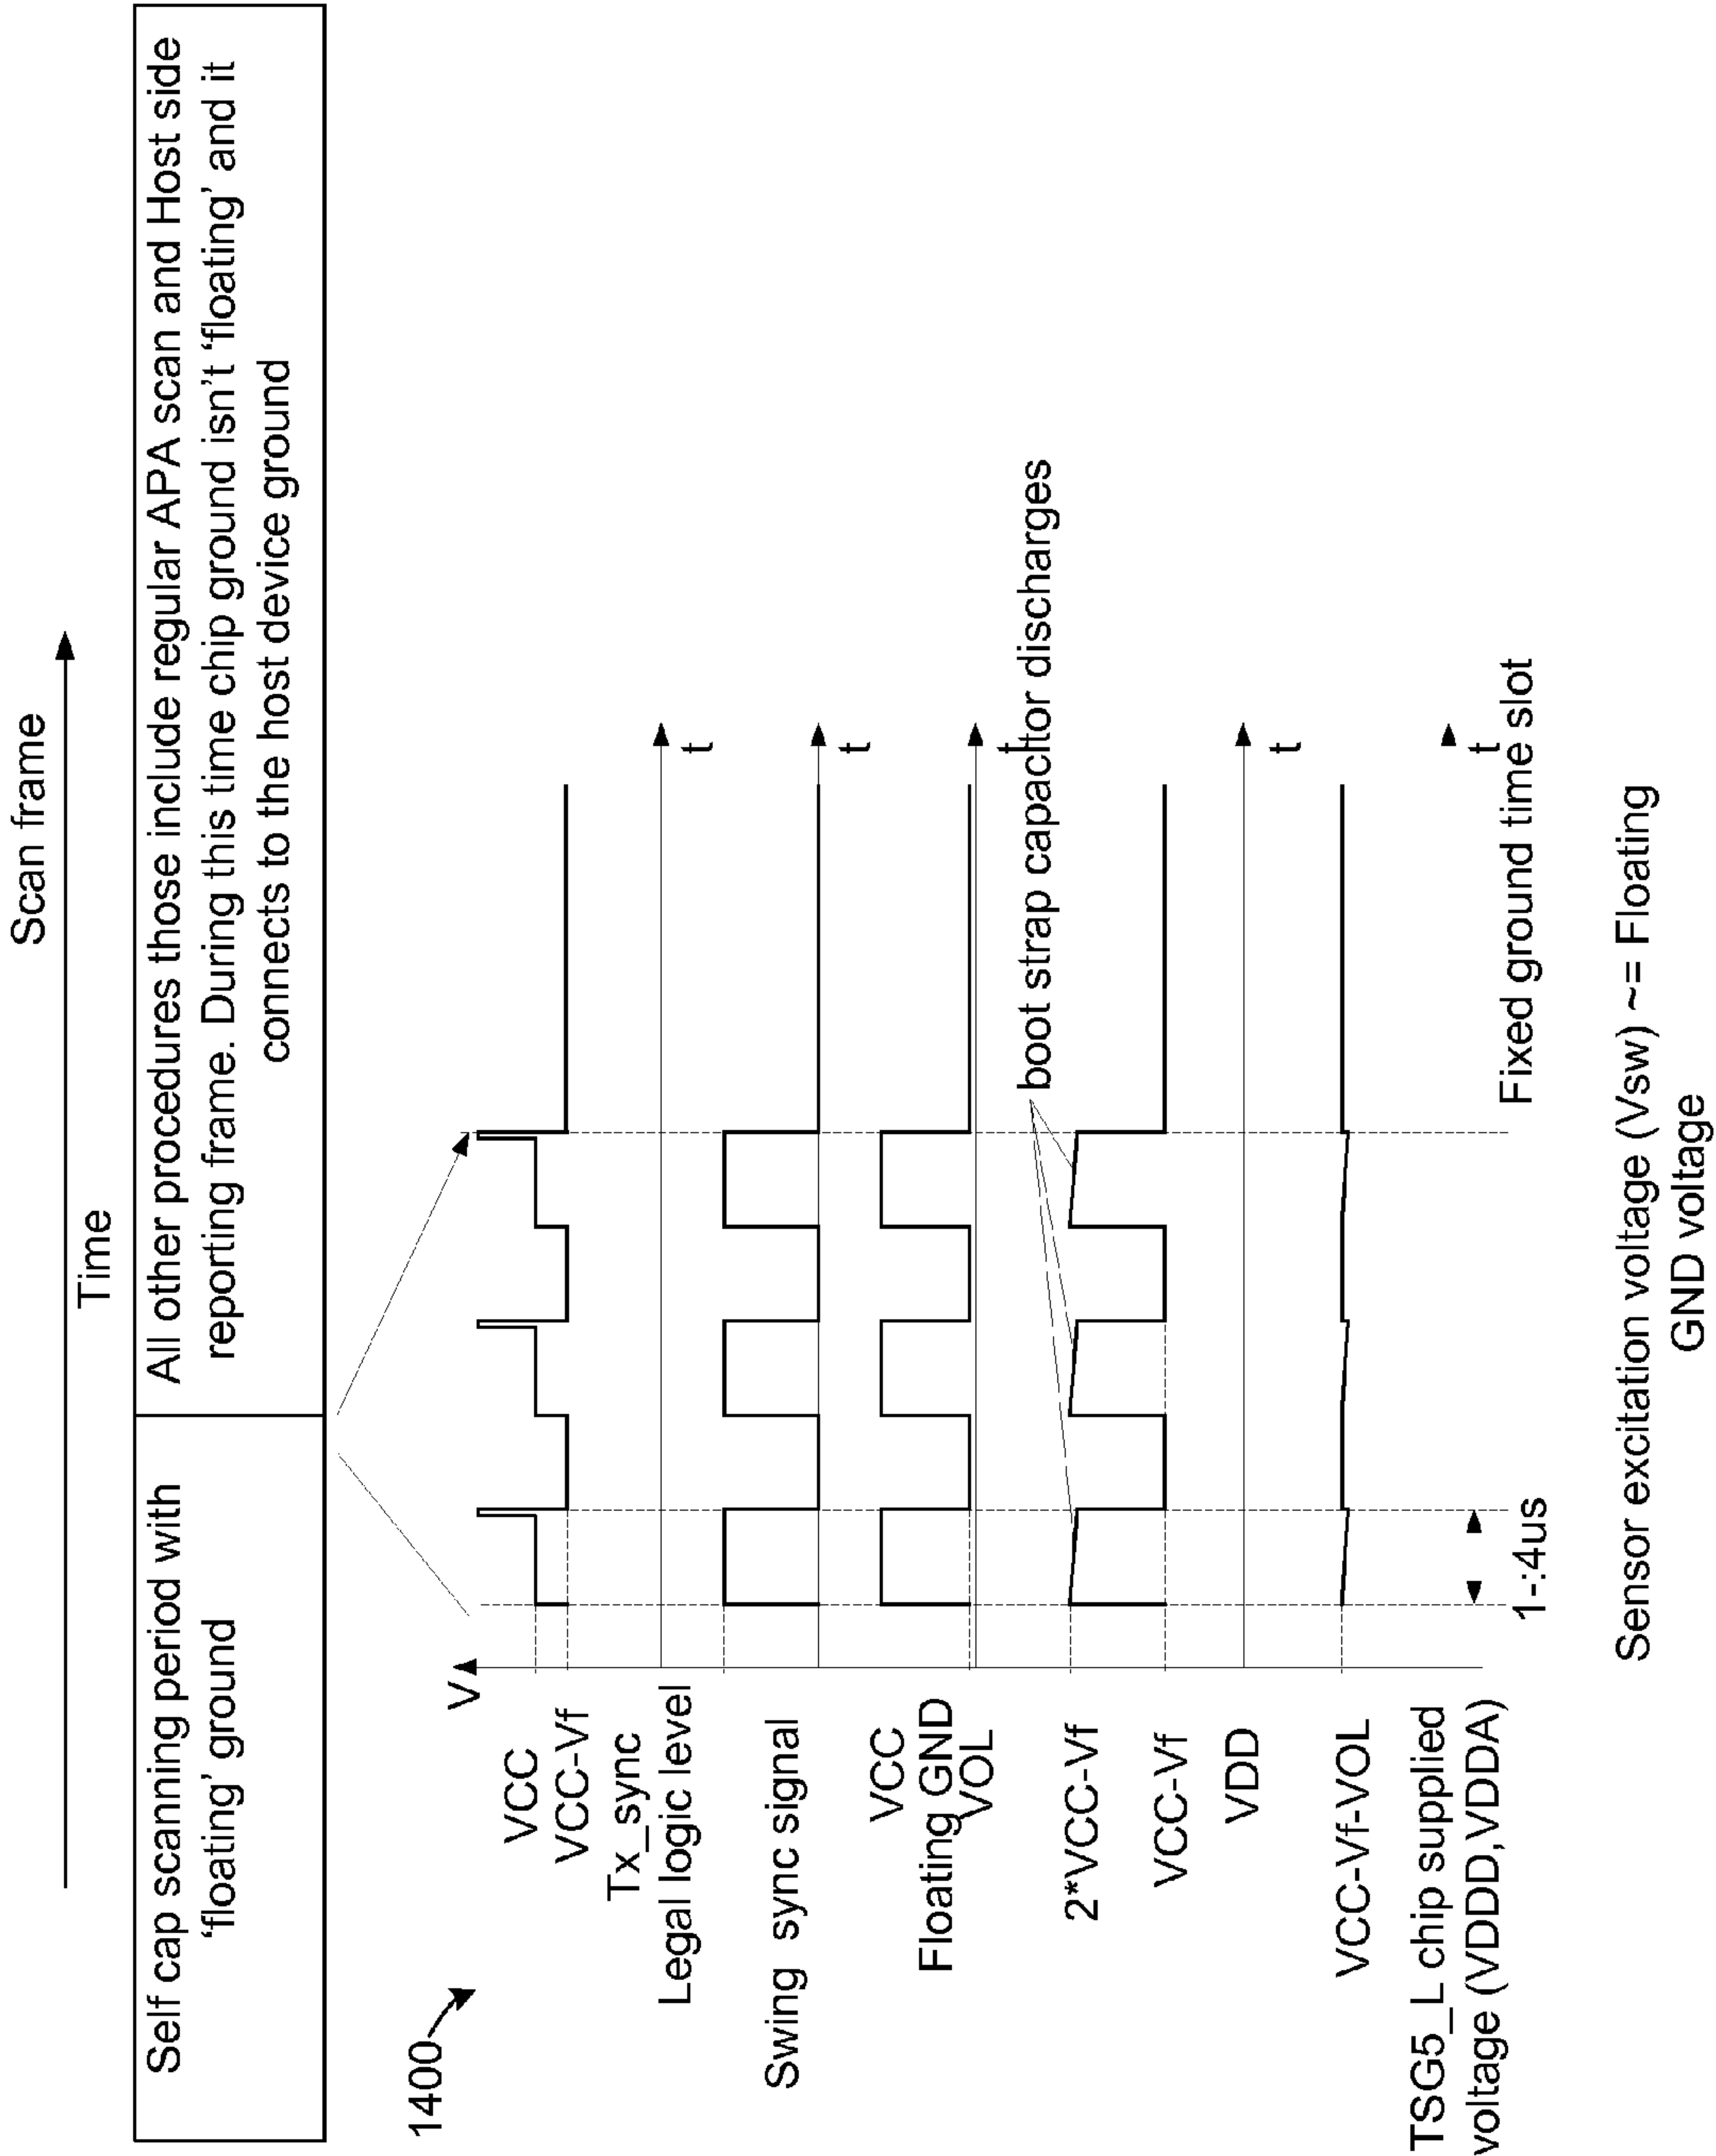 Scan frame
Time
Self cap scanning period with
‘floating’ ground
All other procedures those include regular APA scan and Host side
reporting frame. During this time chip ground isn’t ‘floating’ and it
connects to the host device ground
1400
V
VCC
VCC-Vf
Tx_sync
Legal logic level
t
Swing sync signal
t
VCC
Floating GND
VOL
t
boot strap capacitor discharges
2*VCC-Vf
VCC-Vf
VDD
t
VCC-Vf-VOL
TSG5_L chip supplied
voltage (VDDD,VDDA)
t
1-:4us
Fixed ground time slot
Sensor excitation voltage (Vsw) ~= Floating
GND voltage